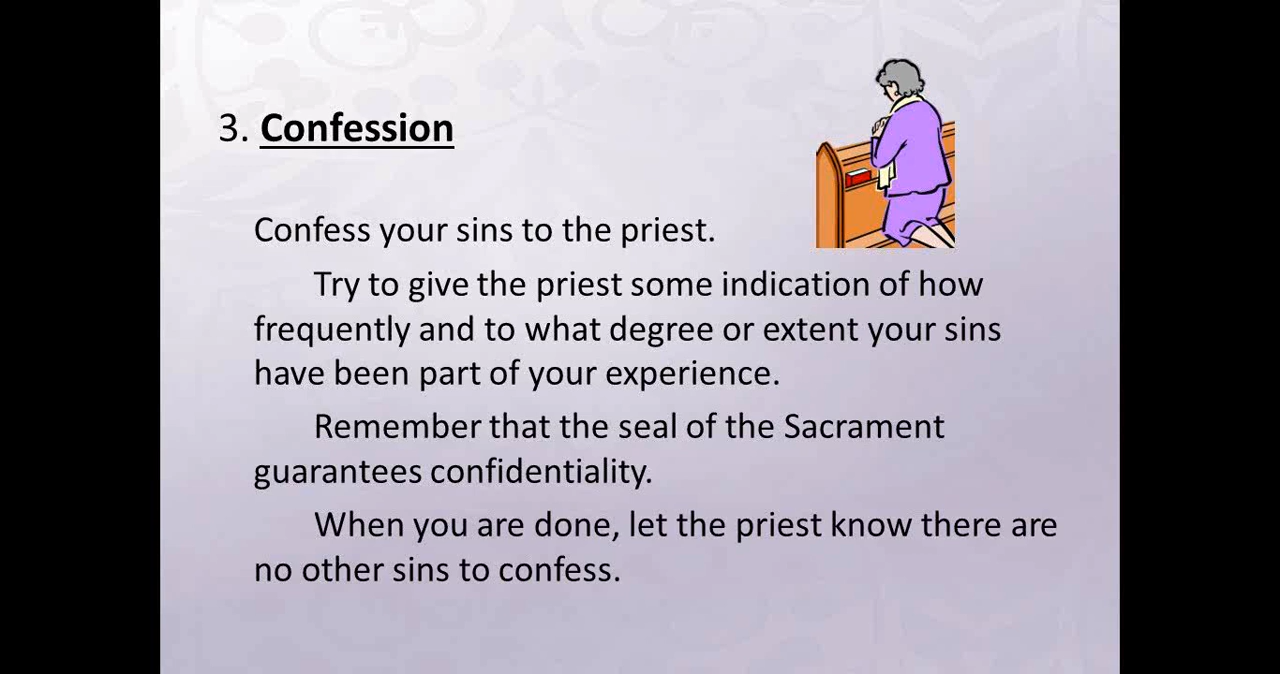 3. Confession
Confess your sins to the priest.
Try to give the priest some indication of how
frequently and to what degree or extent your sins
have been part of your experience.
Remember that the seal of the Sacrament
guarantees confidentiality.
When you are done, let the priest know there are
no other sins to confess.